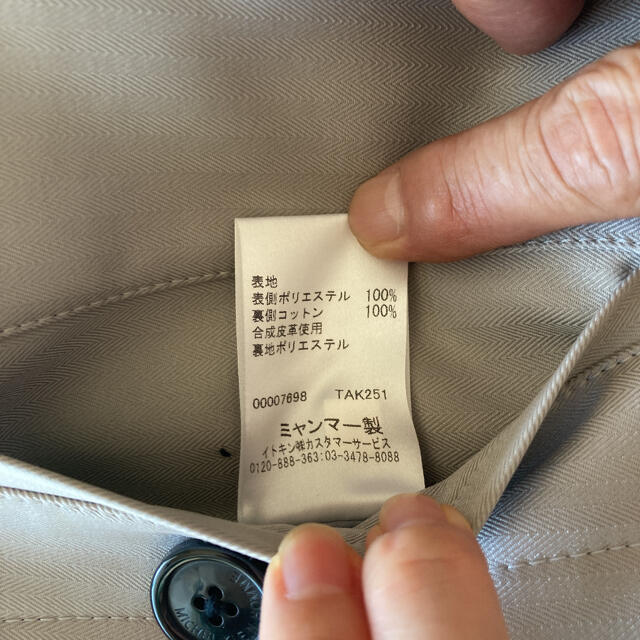 表地
表側ポリエステル 100%
裏側コットン 100%
合成皮革使用
裏地ポリエステル
00007698 TAK251
ミャンマー製
イトキン㈱カスタマーサービス
0120-888-363:03-3478-8088